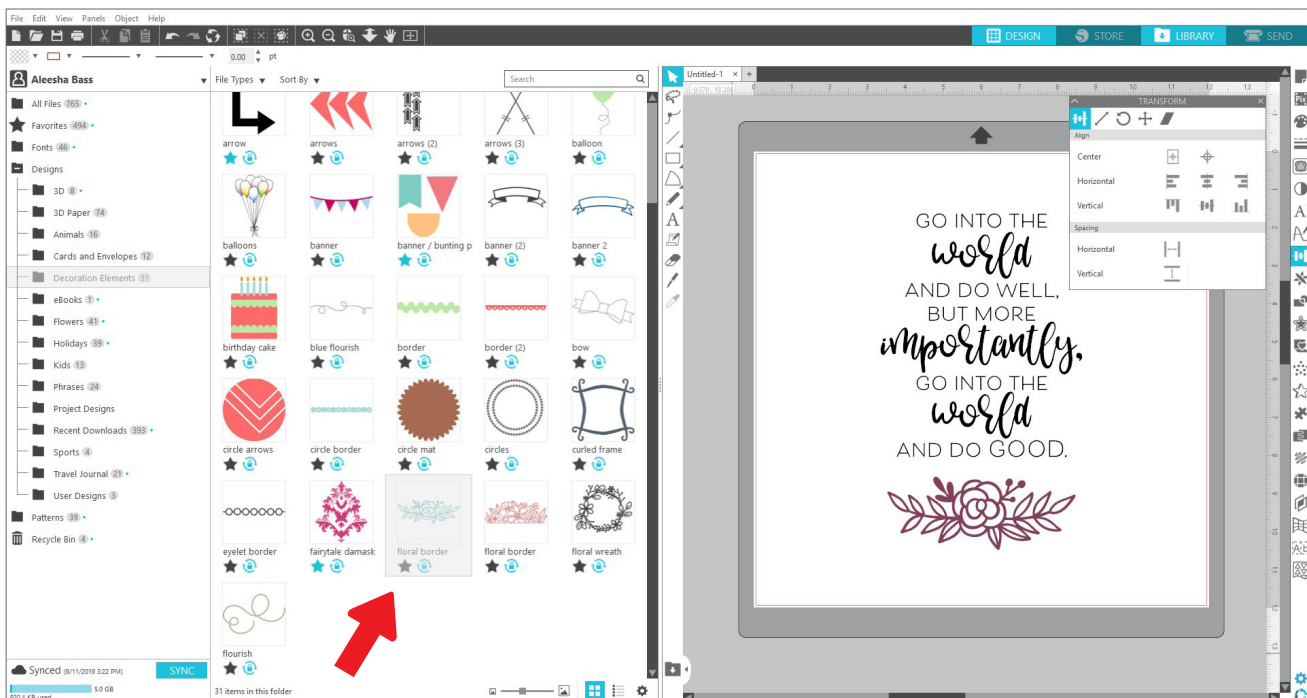 File Edit View Panels Object Help
DESIGN STORE LIBRARY SEND
0.00 pt
Aleesha Bass
File Types Sort By Search
All Files 765
Favorites 494
Fonts 46
Designs
3D 8
3D Paper 74
Animals 16
Cards and Envelopes 12
Decoration Elements 31
eBooks 1
Flowers 41
Holidays 39
Kids 13
Phrases 24
Project Designs
Recent Downloads 393
Sports 4
Travel Journal 21
User Designs 3
Patterns 39
Recycle Bin 4
Synced (9/11/2019 3:22 PM) SYNC
5.0 GB
arrow arrows arrows (2) arrows (3) balloon
balloons banner banner / bunting p banner (2) banner 2
birthday cake blue flourish border border (2) bow
circle arrows circle border circle mat circles curled frame
eyelet border fairytale damask floral border floral border floral wreath
flourish
31 items in this folder
Untitled-1 × +
TRANSFORM
Align
Center
Horizontal
Vertical
Spacing
Horizontal
Vertical
GO INTO THE
world
AND DO WELL,
BUT MORE
importantly,
GO INTO THE
world
AND DO GOOD.